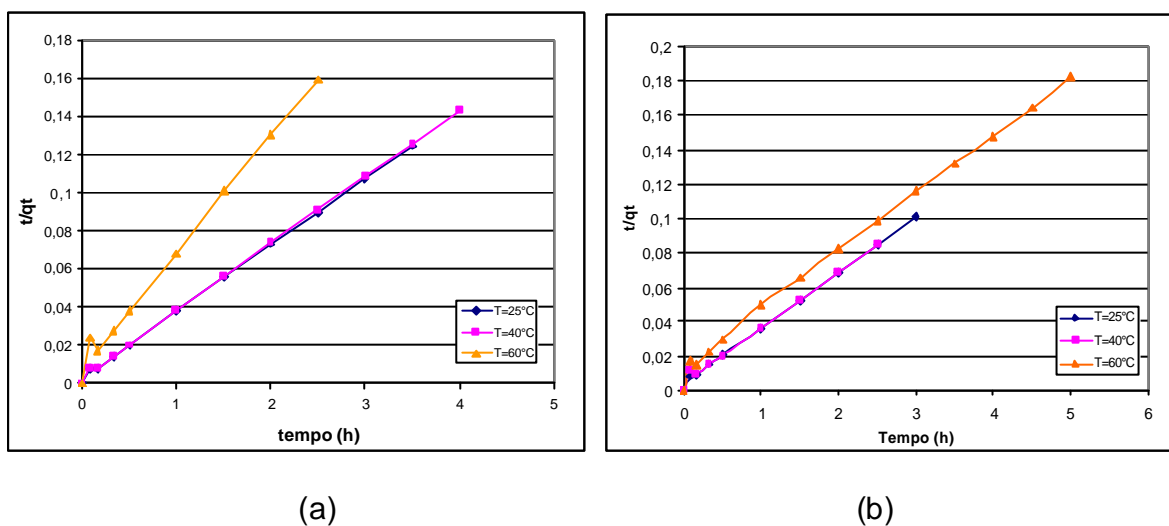 t/qt
0,18
0,16
0,14
0,12
0,1
0,08
0,06
0,04
0,02
0
0 1 2 3 4 5
tempo (h)
T=25°C
T=40°C
T=60°C
(a)
t/qt
0,2
0,18
0,16
0,14
0,12
0,1
0,08
0,06
0,04
0,02
0
0 1 2 3 4 5 6
Tempo (h)
T=25°C
T=40°C
T=60°C
(b)